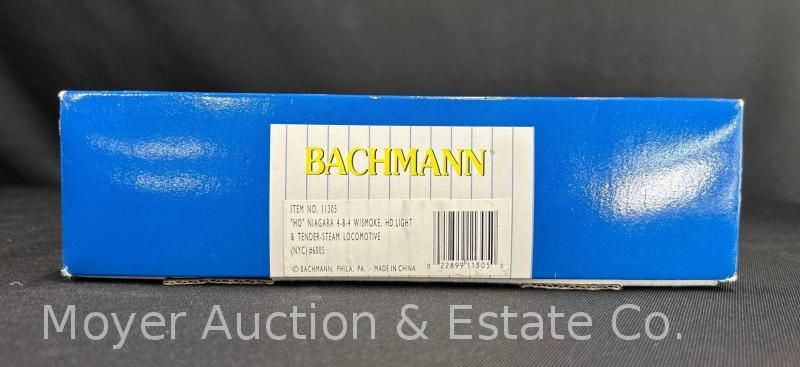 BACHMANN
ITEM NO. 11305
"HO" NIAGARA 4-8-4 W/SMOKE, HD.LIGHT
& TENDER-STEAM LOCOMOTIVE
(NYC) #6005
© BACHMANN, PHILA, PA. - MADE IN CHINA
0 22899 11305 0
Moyer Auction & Estate Co.